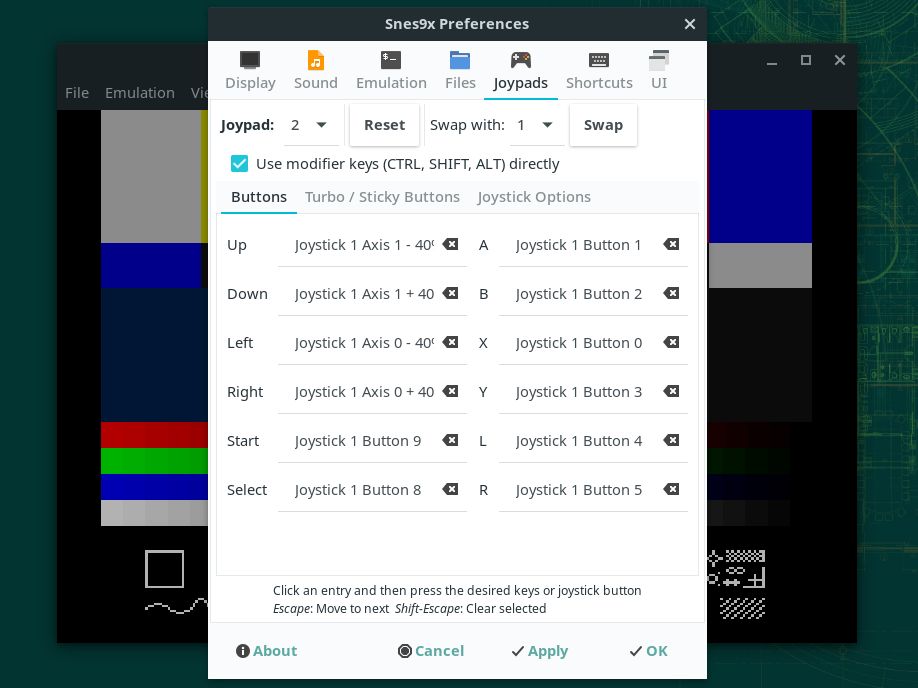 Snes9x Preferences
File Emulation
Display Sound Emulation Files Joypads Shortcuts UI
Joypad: 2 Reset Swap with: 1 Swap
Use modifier keys (CTRL, SHIFT, ALT) directly
Buttons Turbo / Sticky Buttons Joystick Options
Up Joystick 1 Axis 1 - 40 A Joystick 1 Button 1
Down Joystick 1 Axis 1 + 40 B Joystick 1 Button 2
Left Joystick 1 Axis 0 - 40 X Joystick 1 Button 0
Right Joystick 1 Axis 0 + 40 Y Joystick 1 Button 3
Start Joystick 1 Button 9 L Joystick 1 Button 4
Select Joystick 1 Button 8 R Joystick 1 Button 5
Click an entry and then press the desired keys or joystick button
Escape: Move to next Shift-Escape: Clear selected
About Cancel Apply OK